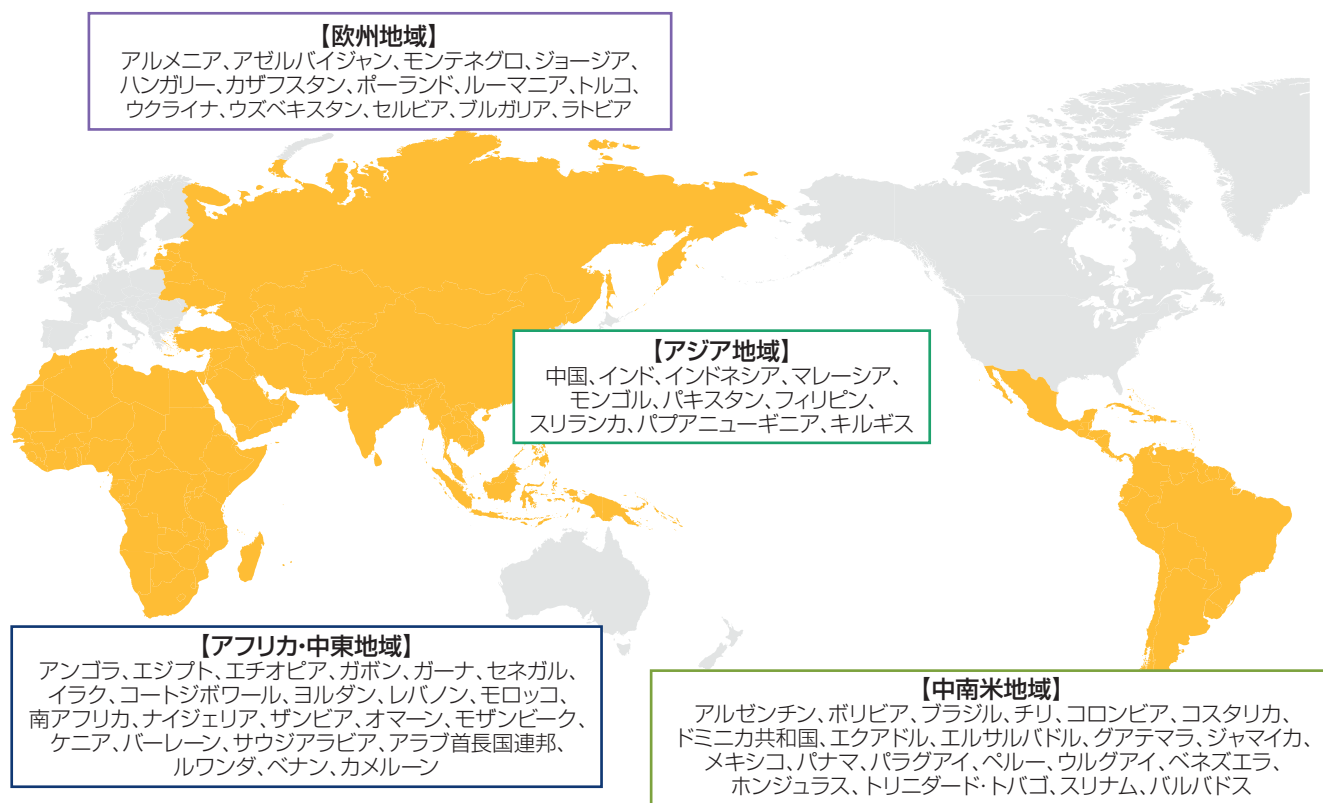 【欧州地域】
アルメニア、アゼルバイジャン、モンテネグロ、ジョージア、
ハンガリー、カザフスタン、ポーランド、ルーマニア、トルコ、
ウクライナ、ウズベキスタン、セルビア、ブルガリア、ラトビア
【アジア地域】
中国、インド、インドネシア、マレーシア、
モンゴル、パキスタン、フィリピン、
スリランカ、パプアニューギニア、キルギス
【アフリカ・中東地域】
アンゴラ、エジプト、エチオピア、ガボン、ガーナ、セネガル、
イラク、コートジボワール、ヨルダン、レバノン、モロッコ、
南アフリカ、ナイジェリア、ザンビア、オマーン、モザンビーク、
ケニア、バーレーン、サウジアラビア、アラブ首長国連邦、
ルワンダ、ベナン、カメルーン
【中南米地域】
アルゼンチン、ボリビア、ブラジル、チリ、コロンビア、コスタリカ、
ドミニカ共和国、エクアドル、エルサルバドル、グアテマラ、ジャマイカ、
メキシコ、パナマ、パラグアイ、ペルー、ウルグアイ、ベネズエラ、
ホンジュラス、トリニダード・トバゴ、スリナム、バルバドス